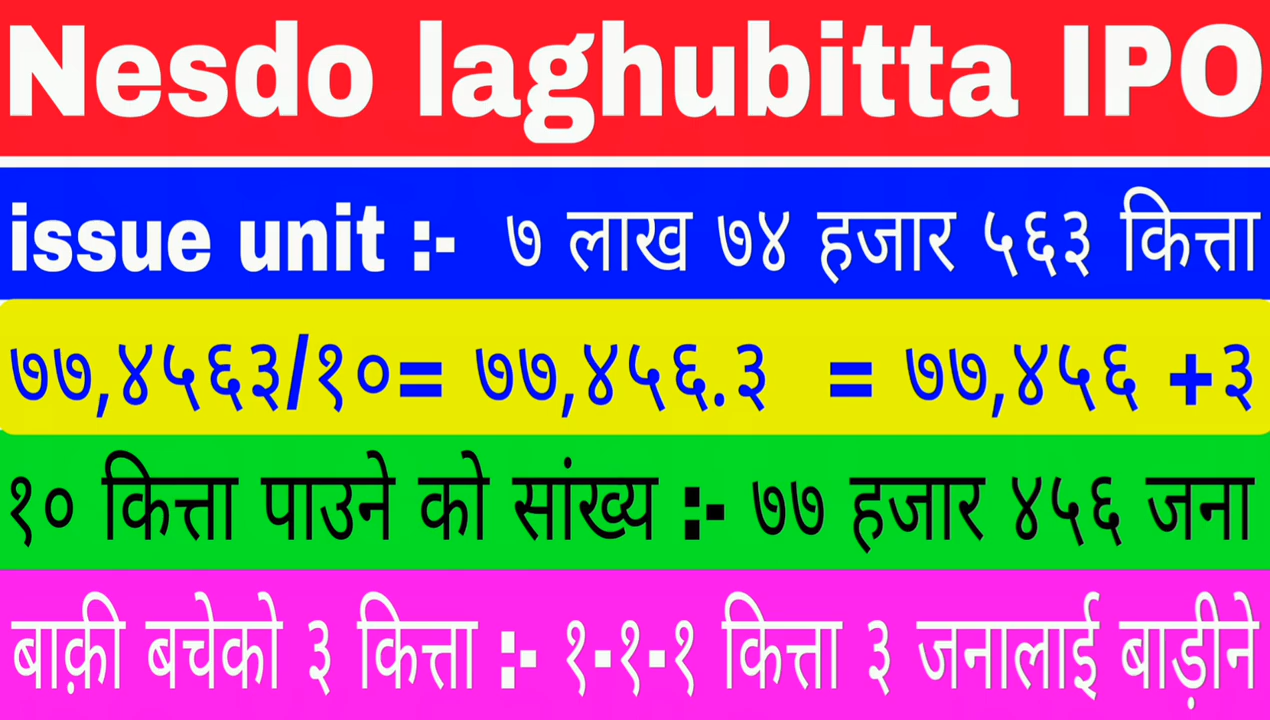 Nesdo laghubitta IPO
issue unit :- ७ लाख ७४ हजार ५६३ कित्ता
७७,४५६३/१०= ७७,४५६.३ = ७७,४५६ +३
१० कित्ता पाउने को सांख्य :- ७७ हजार ४५६ जना
बाक़ी बचेको ३ कित्ता :- १-१-१ कित्ता ३ जनालाई बाड़ीने